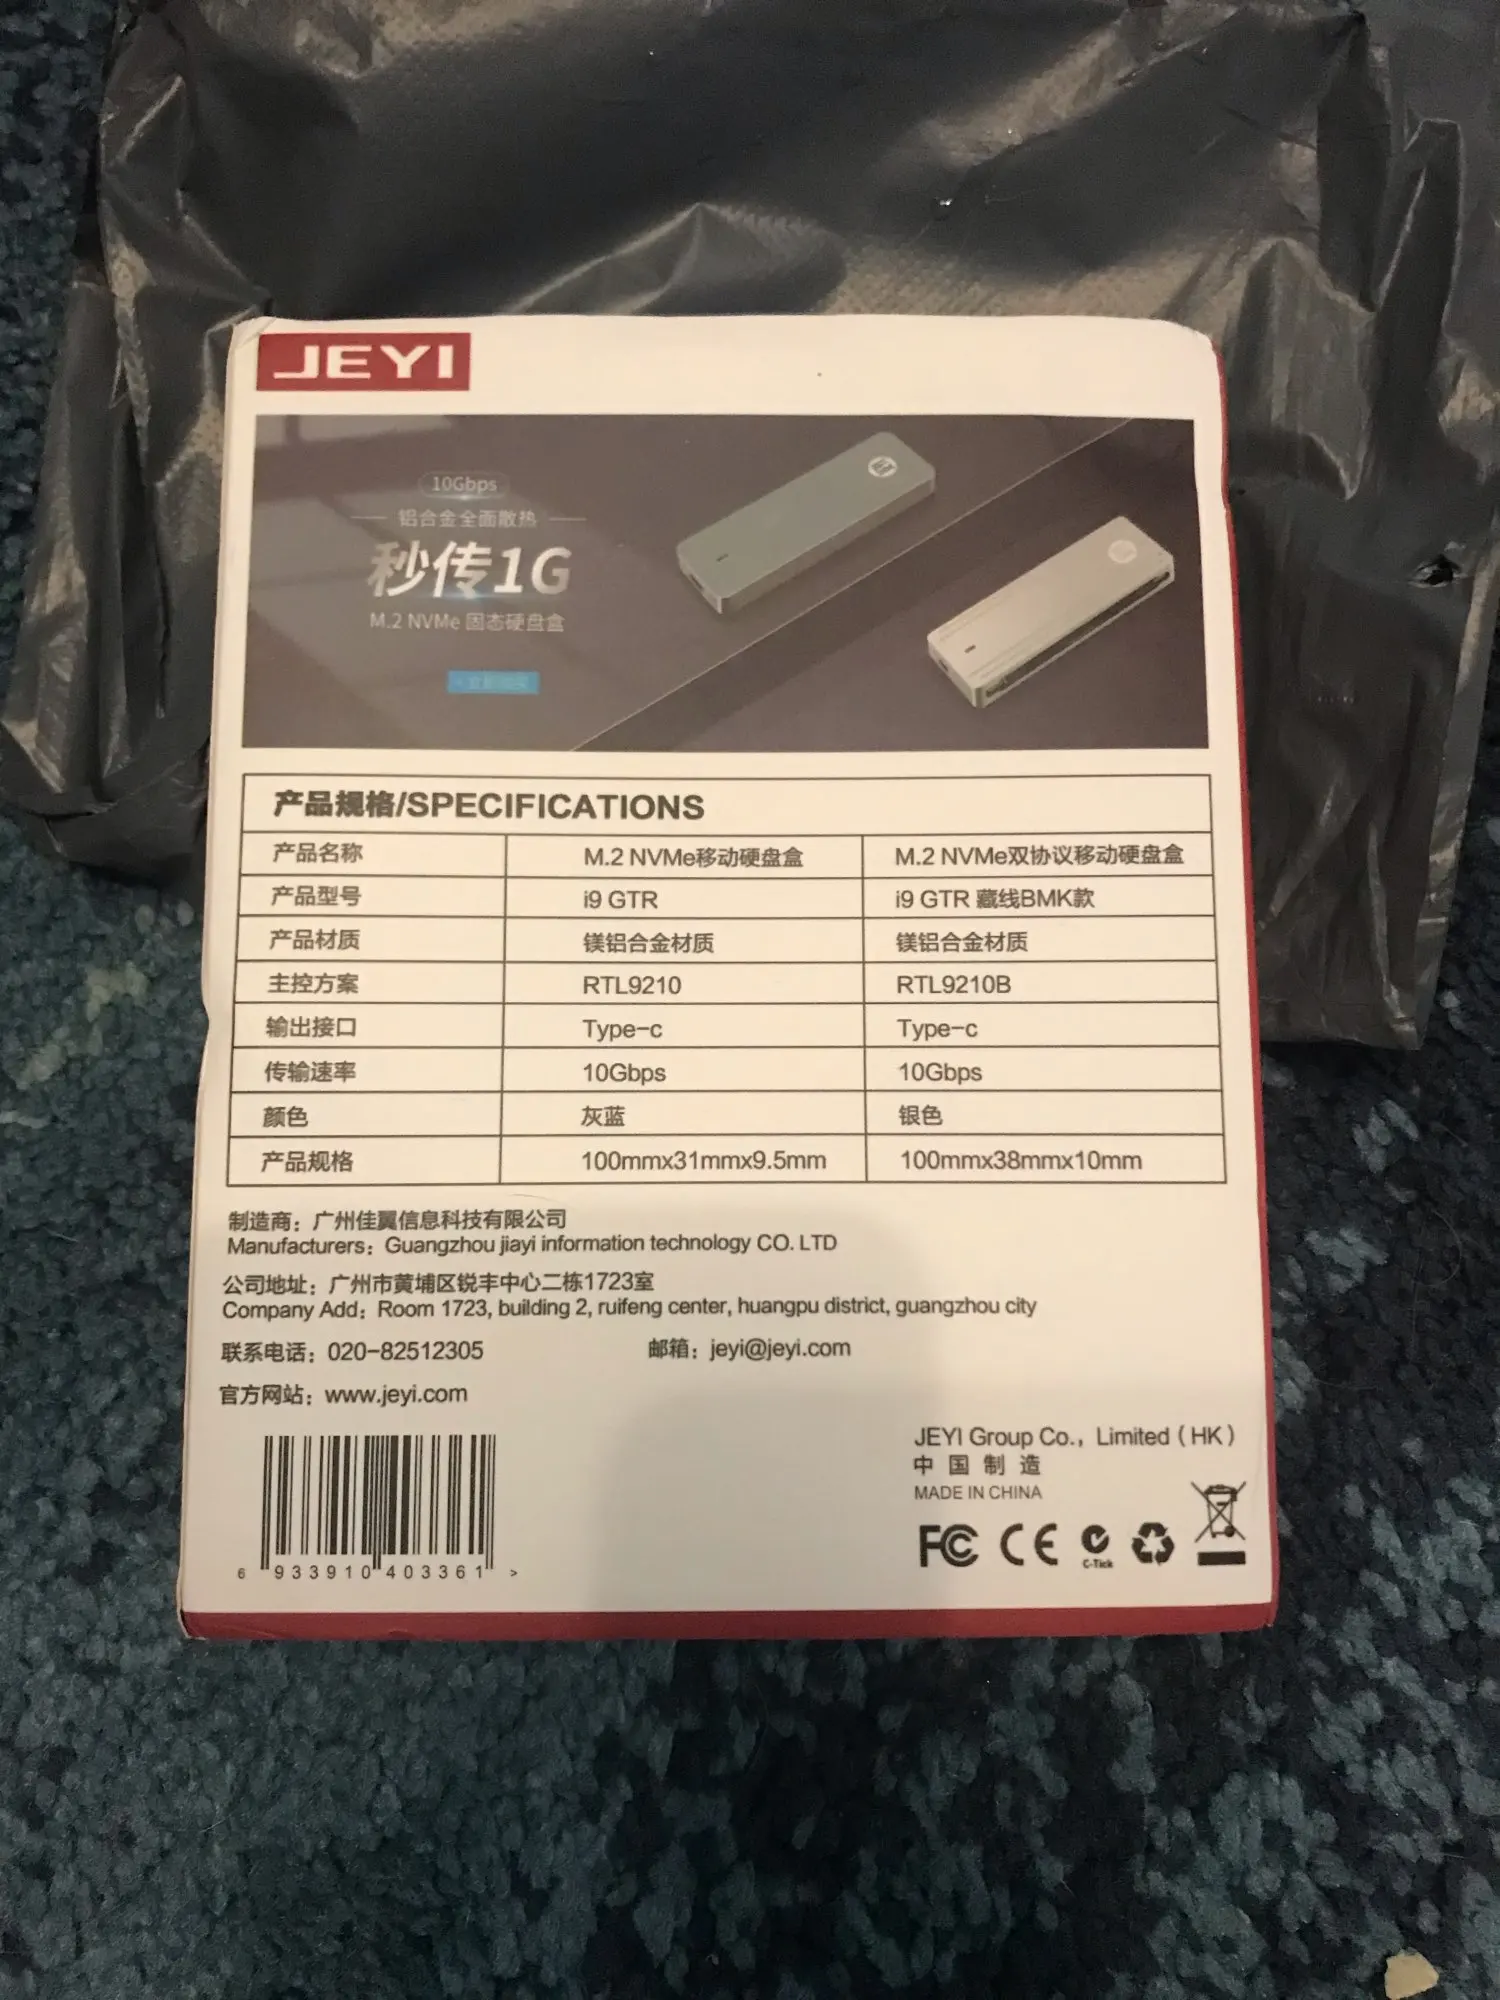 JEYI
10Gbps
铝合金全面散热
秒传1G
M.2 NVMe 固态硬盘盒
产品规格/SPECIFICATIONS
产品名称 M.2 NVMe移动硬盘盒 M.2 NVMe双协议移动硬盘盒
产品型号 i9 GTR i9 GTR 藏线BMK款
产品材质 镁铝合金材质 镁铝合金材质
主控方案 RTL9210 RTL9210B
输出接口 Type-c Type-c
传输速率 10Gbps 10Gbps
颜色 灰蓝 银色
产品规格 100mmx31mmx9.5mm 100mmx38mmx10mm
制造商：广州佳翼信息科技有限公司
Manufacturers：Guangzhou jiayi information technology CO. LTD
公司地址：广州市黄埔区锐丰中心二栋1723室
Company Add：Room 1723, building 2, ruifeng center, huangpu district, guangzhou city
联系电话：020-82512305 邮箱：jeyi@jeyi.com
官方网站：www.jeyi.com
JEYI Group Co.，Limited（HK）
中国制造
MADE IN CHINA
FC CE C-Tick
6 933910 403361 >